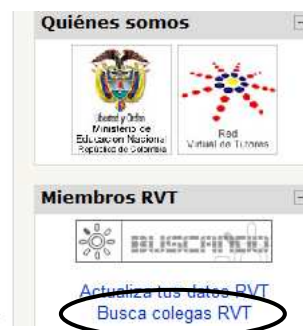 Quiénes somos
Libertad y Orden
Ministerio de
Educación Nacional
República de Colombia
Red
Virtual de Tutores
Miembros RVT
BUSCANDO
Actualiza tus datos RVT
Busca colegas RVT